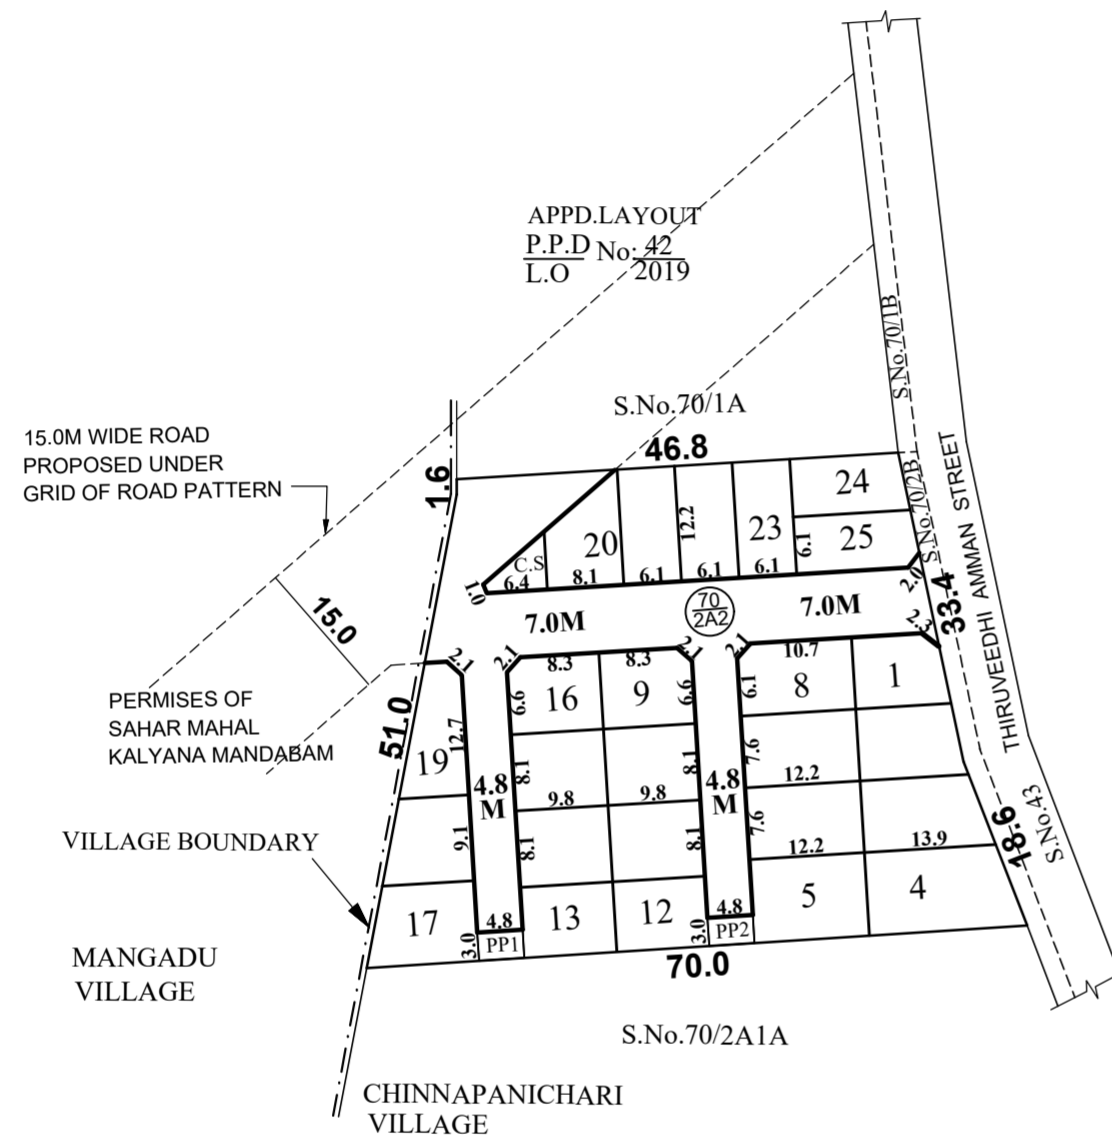 APPD.LAYOUT
P.P.D No: 42
L.O 2019
S.No.70/1B
S.No.70/1A
46.8
15.0M WIDE ROAD
PROPOSED UNDER
GRID OF ROAD PATTERN
1.6
24
S.No.70/2B
12.2
23
6.1
25
20
C.S
1.0
6.4
8.1
6.1
6.1
6.1
2.0
THIRUVEEDHI AMMAN STREET
33.4
15.0
7.0M
70
2A2
7.0M
2.3
2.1
2.1
8.3
8.3
2.1
2.1
10.7
PERMISES OF
SAHAR MAHAL
KALYANA MANDABAM
51.0
12.7
6.6
16
9
6.6
6.1
8
1
19
4.8
M
8.1
8.1
4.8
M
7.6
12.2
9.8
9.8
VILLAGE BOUNDARY
9.1
8.1
8.1
7.6
12.2
13.9
18.6
S.No.43
17
4.8
13
12
4.8
5
4
3.0
PP1
3.0
PP2
70.0
MANGADU
VILLAGE
S.No.70/2A1A
CHINNAPANICHARI
VILLAGE